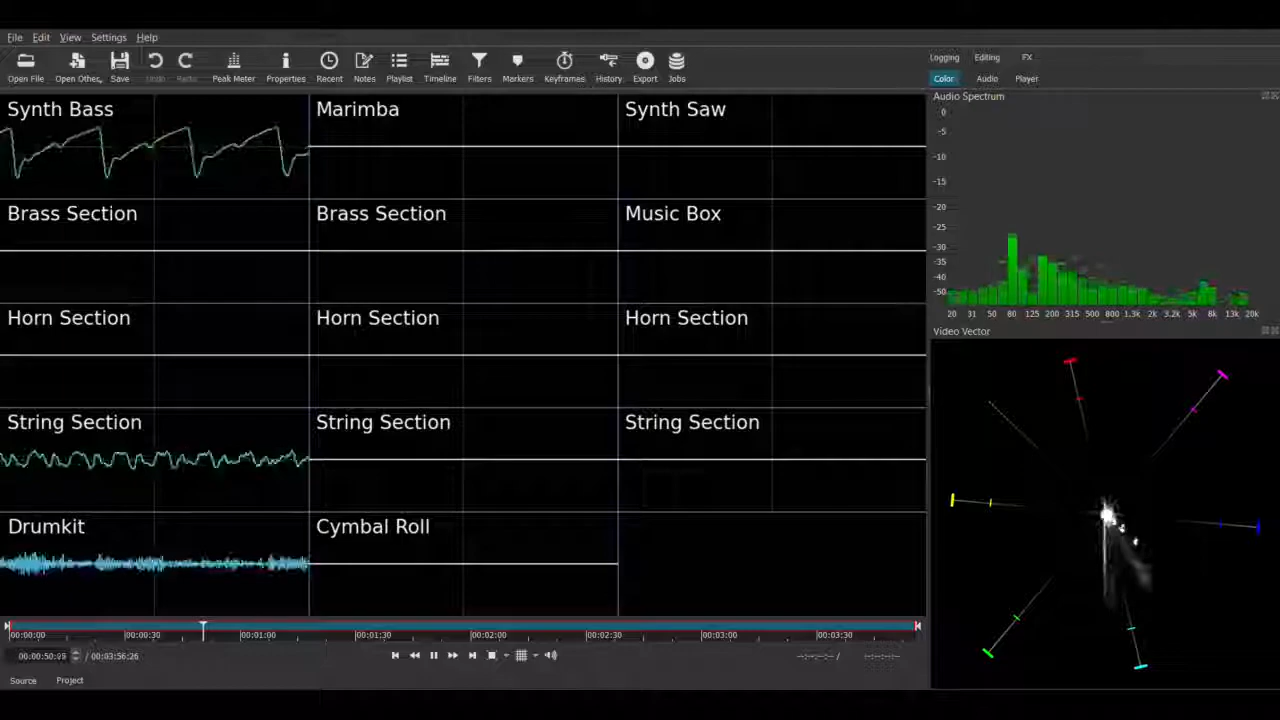 File Edit View Settings Help
Open File Open Other.. Save Undo Redo Peak Meter Properties Recent Notes Playlist Timeline Filters Markers Keyframes History Export Jobs
Logging Editing FX
Color Audio Player
Audio Spectrum
Synth Bass Marimba Synth Saw
Brass Section Brass Section Music Box
Horn Section Horn Section Horn Section
String Section String Section String Section
Drumkit Cymbal Roll
0
-5
-10
-15
-20
-25
-30
-35
-40
-50
20 31 50 80 125 200 315 500 800 1.3k 2k 3.2k 5k 8k 13k 20k
Video Vector
00:00:00 00:00:30 00:01:00 00:01:30 00:02:00 00:02:30 00:03:00 00:03:30
/ 00:03:56:26
--:--:--:-- / --:--:--:--
Source Project